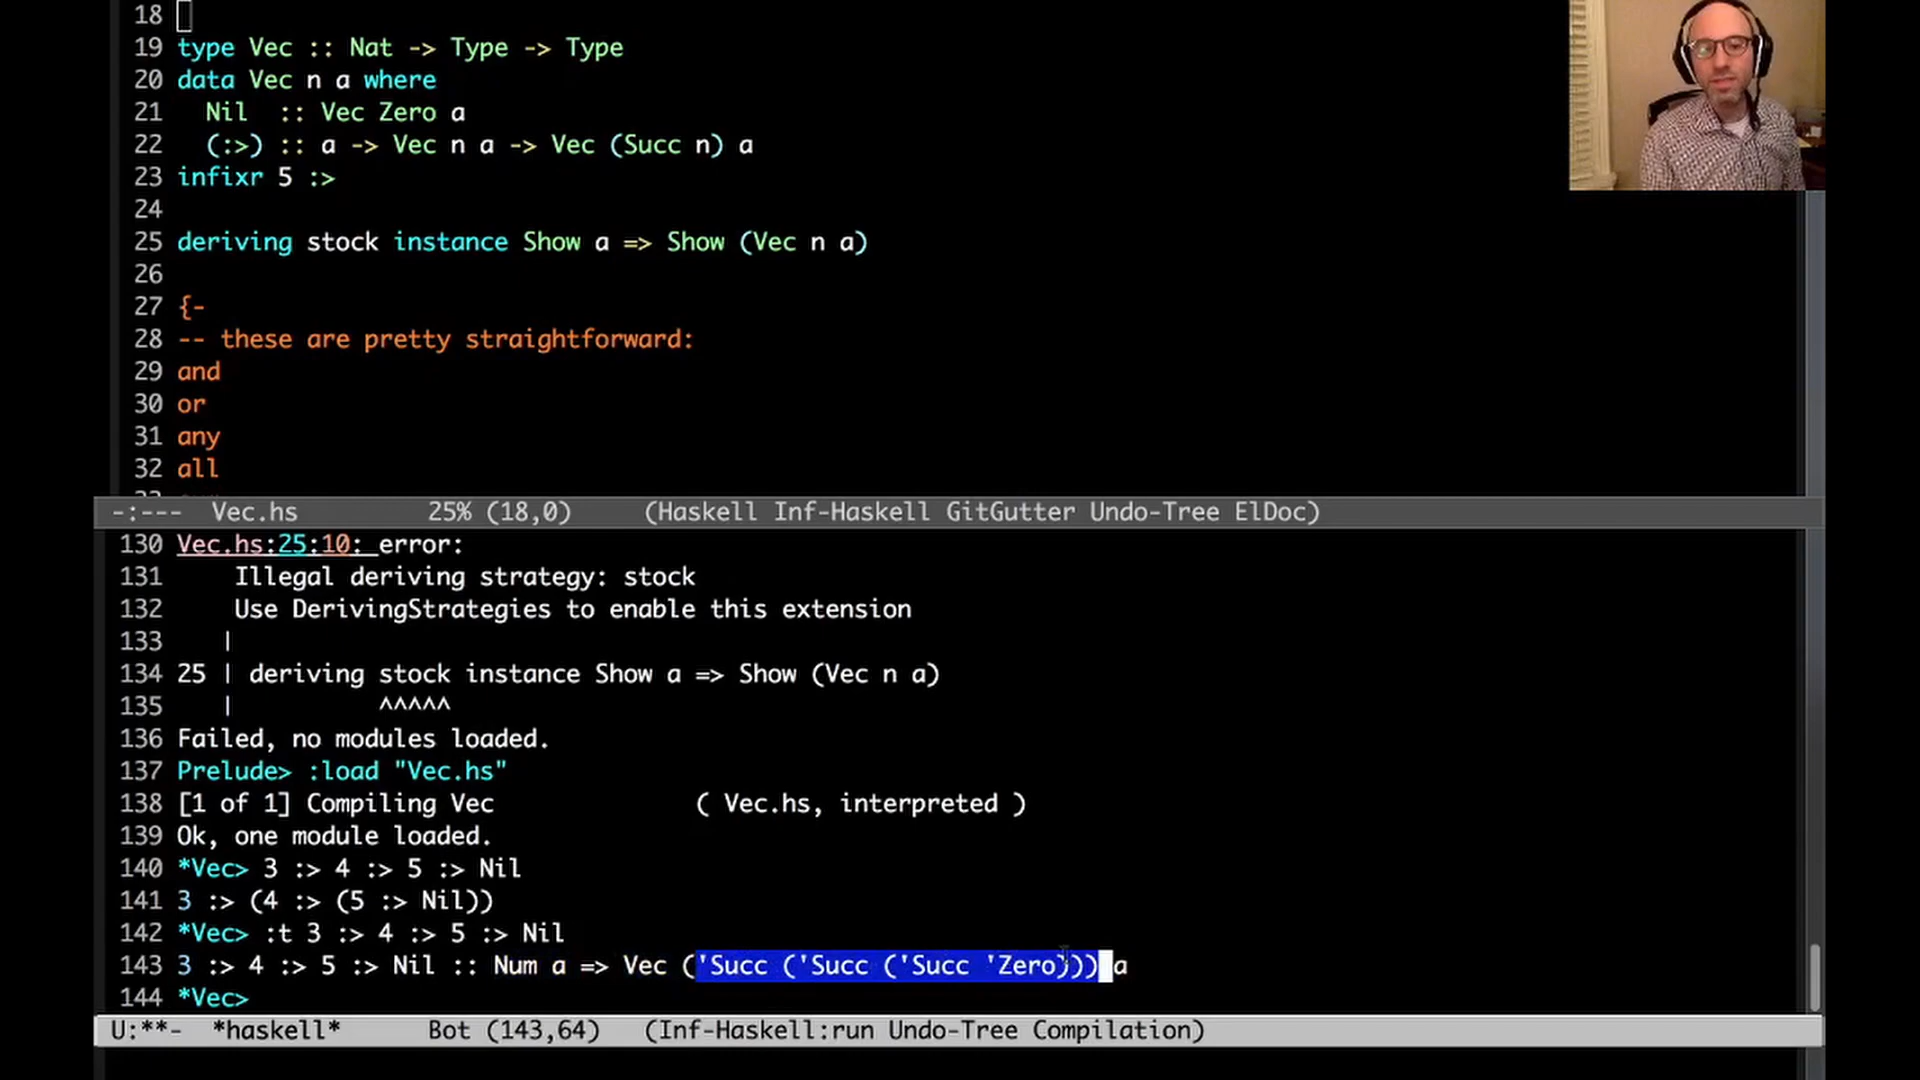 18
19 type Vec :: Nat -> Type -> Type
20 data Vec n a where
21   Nil  :: Vec Zero a
22   (:>) :: a -> Vec n a -> Vec (Succ n) a
23 infixr 5 :>
24
25 deriving stock instance Show a => Show (Vec n a)
26
27 {-
28 -- these are pretty straightforward:
29 and
30 or
31 any
32 all
-:---  Vec.hs         25% (18,0)     (Haskell Inf-Haskell GitGutter Undo-Tree ElDoc)
130 Vec.hs:25:10: error:
131     Illegal deriving strategy: stock
132     Use DerivingStrategies to enable this extension
133    |
134 25 | deriving stock instance Show a => Show (Vec n a)
135    |          ^^^^^
136 Failed, no modules loaded.
137 Prelude> :load "Vec.hs"
138 [1 of 1] Compiling Vec              ( Vec.hs, interpreted )
139 Ok, one module loaded.
140 *Vec> 3 :> 4 :> 5 :> Nil
141 3 :> (4 :> (5 :> Nil))
142 *Vec> :t 3 :> 4 :> 5 :> Nil
143 3 :> 4 :> 5 :> Nil :: Num a => Vec ('Succ ('Succ ('Succ 'Zero))) a
144 *Vec>
U:**-  *haskell*      Bot (143,64)   (Inf-Haskell:run Undo-Tree Compilation)